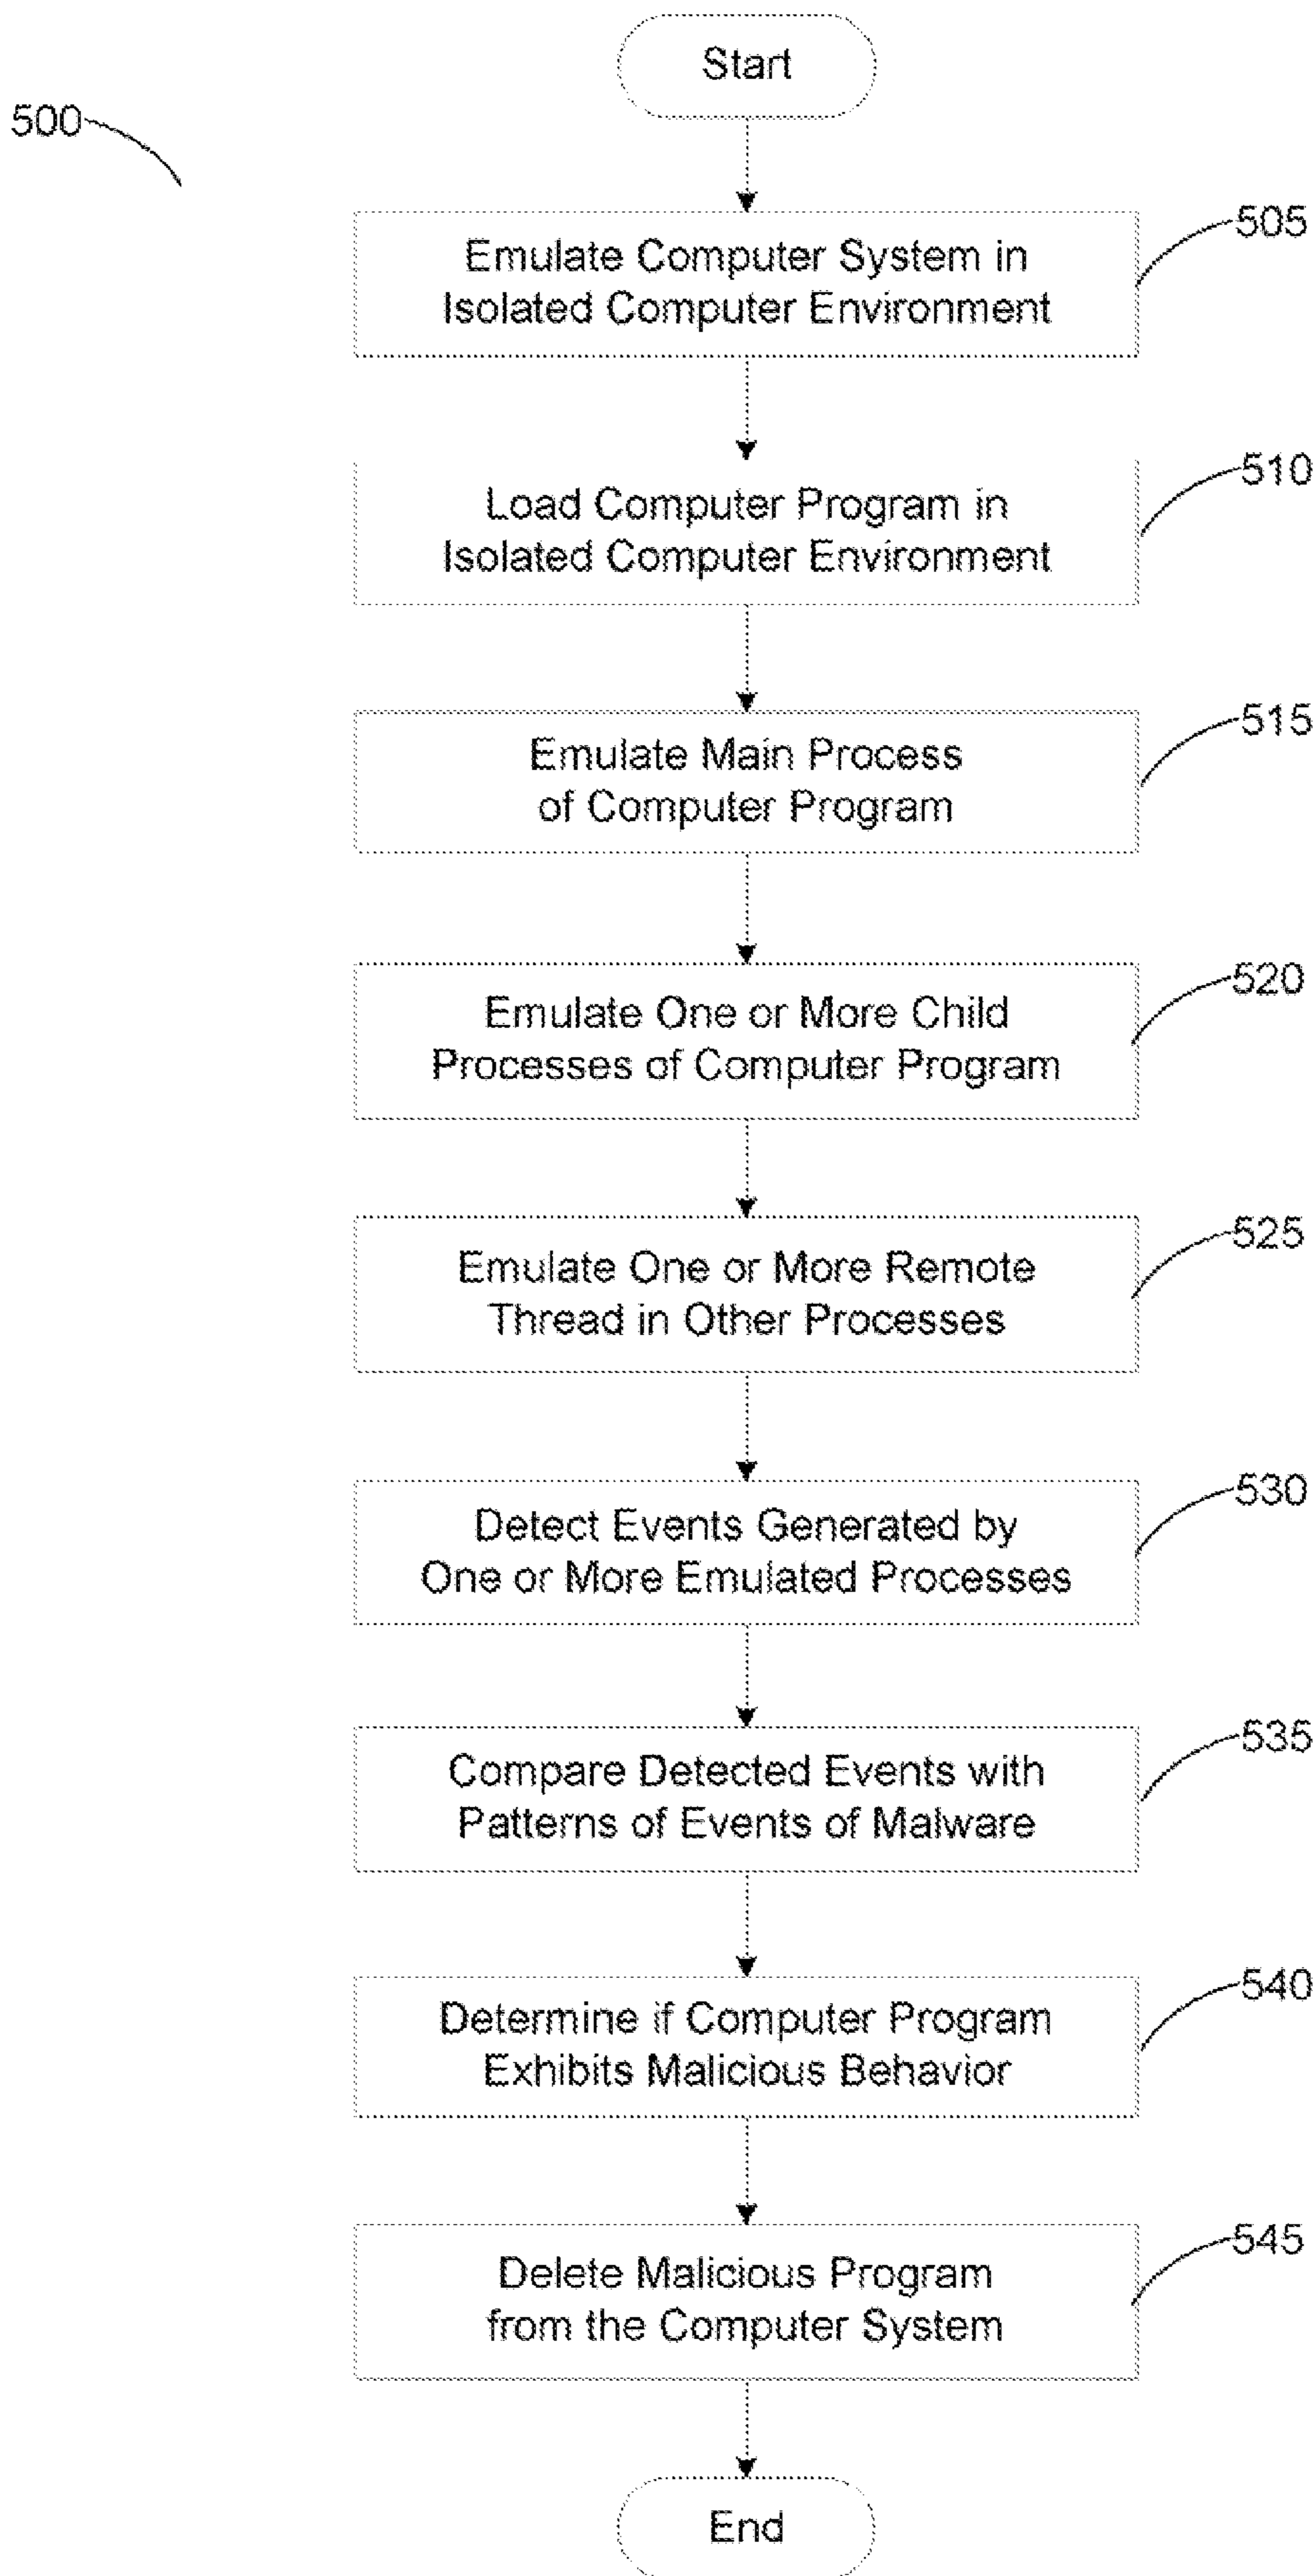 Start
500
Emulate Computer System in
Isolated Computer Environment
505
Load Computer Program in
Isolated Computer Environment
510
Emulate Main Process
of Computer Program
515
Emulate One or More Child
Processes of Computer Program
520
Emulate One or More Remote
Thread in Other Processes
525
Detect Events Generated by
One or More Emulated Processes
530
Compare Detected Events with
Patterns of Events of Malware
535
Determine if Computer Program
Exhibits Malicious Behavior
540
Delete Malicious Program
from the Computer System
545
End